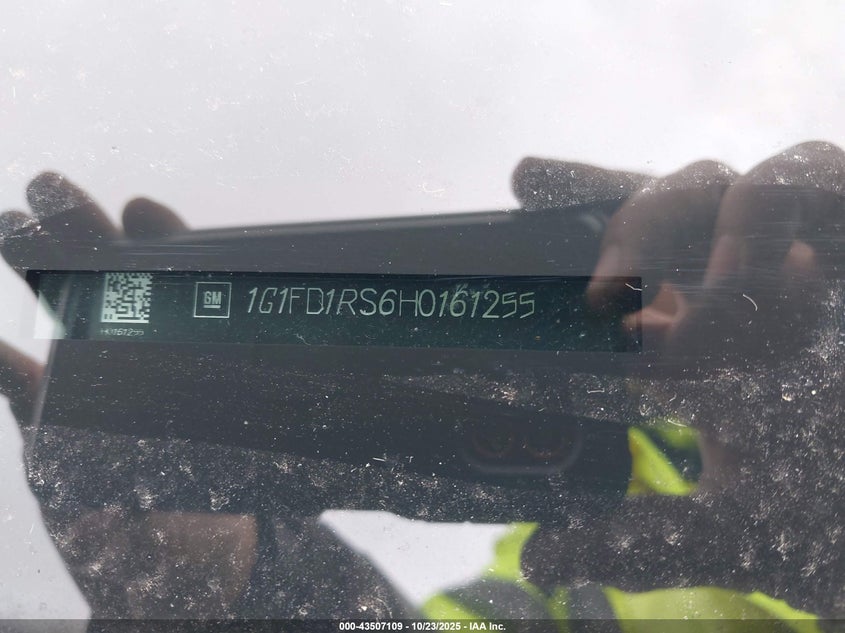 GM 1G1FD1RS6H0161255
H0161255
000-43507109 - 10/23/2025 - IAA Inc.